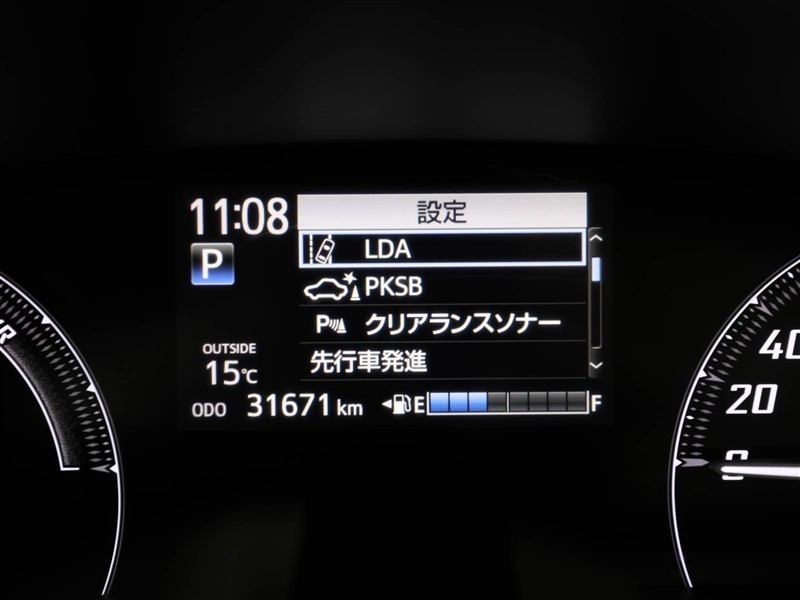 11:08
設定
P
LDA
PKSB
P クリアランスソナー
先行車発進
OUTSIDE
15℃
ODO 31671 km
E F
40
20
0